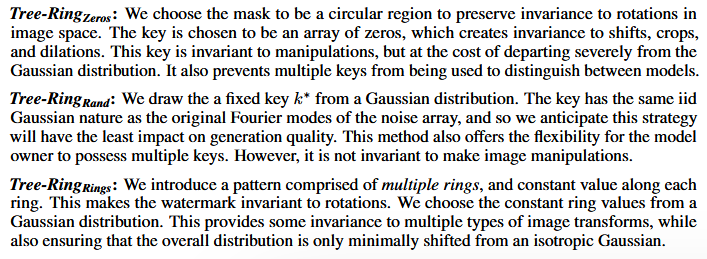 Tree-Ring Zeros: We choose the mask to be a circular region to preserve invariance to rotations in
image space. The key is chosen to be an array of zeros, which creates invariance to shifts, crops,
and dilations. This key is invariant to manipulations, but at the cost of departing severely from the
Gaussian distribution. It also prevents multiple keys from being used to distinguish between models.
Tree-Ring Rand: We draw the a fixed key k* from a Gaussian distribution. The key has the same iid
Gaussian nature as the original Fourier modes of the noise array, and so we anticipate this strategy
will have the least impact on generation quality. This method also offers the flexibility for the model
owner to possess multiple keys. However, it is not invariant to make image manipulations.
Tree-Ring Rings: We introduce a pattern comprised of multiple rings, and constant value along each
ring. This makes the watermark invariant to rotations. We choose the constant ring values from a
Gaussian distribution. This provides some invariance to multiple types of image transforms, while
also ensuring that the overall distribution is only minimally shifted from an isotropic Gaussian.